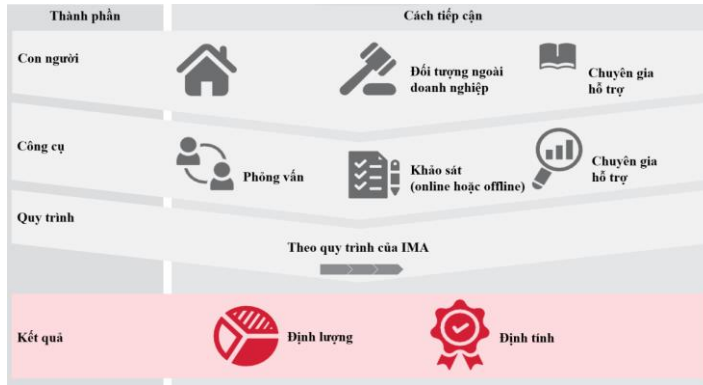 Thành phần
Cách tiếp cận
Con người
Đối tượng ngoài
doanh nghiệp
Chuyên gia
hỗ trợ
Công cụ
Phỏng vấn
Khảo sát
(online hoặc offline)
Chuyên gia
hỗ trợ
Quy trình
Theo quy trình của IMA
Kết quả
Định lượng
Định tính